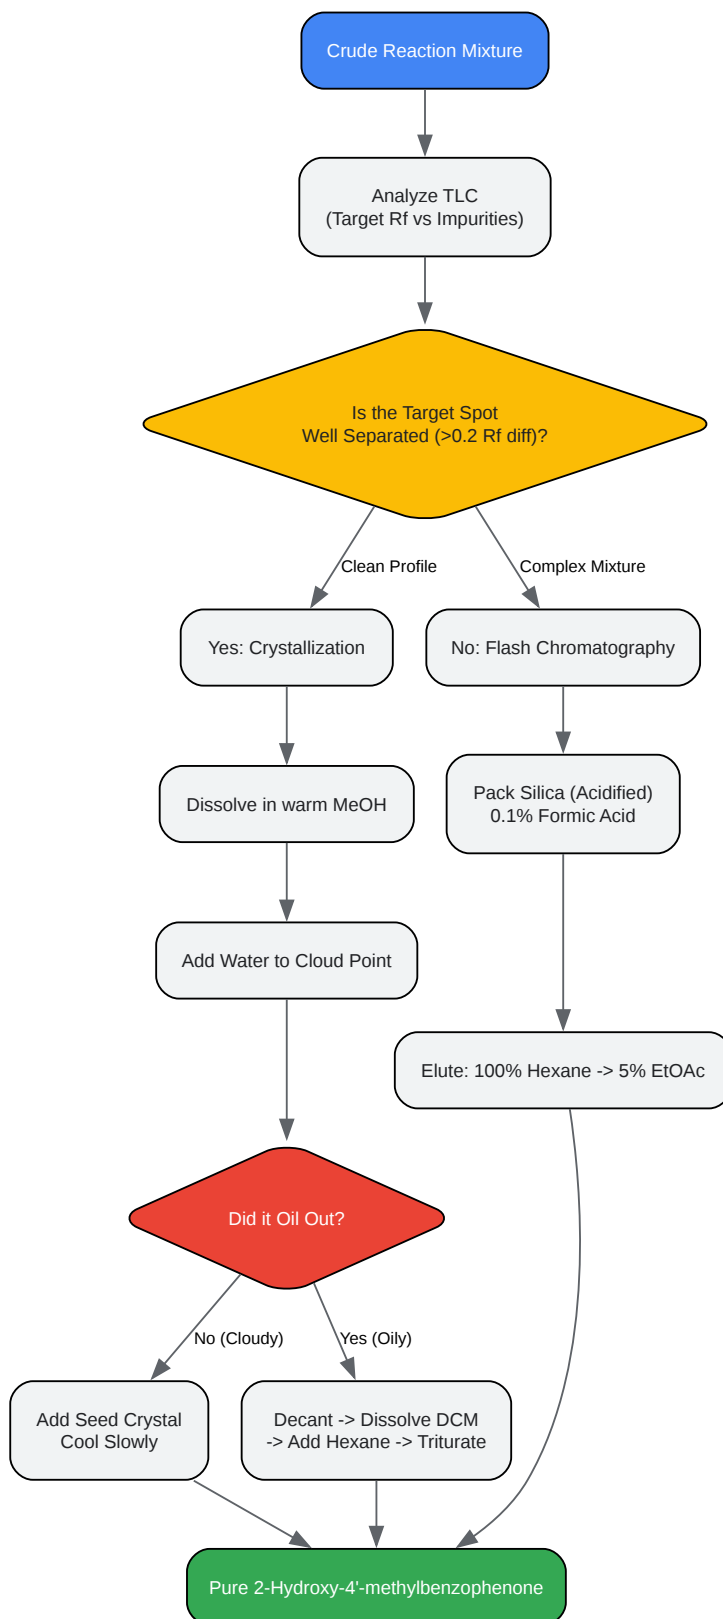 Crude Reaction Mixture
Analyze TLC
(Target Rf vs Impurities)
Is the Target Spot
Well Separated (>0.2 Rf diff)?
Clean Profile
Complex Mixture
Yes: Crystallization
No: Flash Chromatography
Dissolve in warm MeOH
Pack Silica (Acidified)
0.1% Formic Acid
Add Water to Cloud Point
Elute: 100% Hexane -> 5% EtOAc
Did it Oil Out?
No (Cloudy)
Yes (Oily)
Add Seed Crystal
Cool Slowly
Decant -> Dissolve DCM
-> Add Hexane -> Triturate
Pure 2-Hydroxy-4'-methylbenzophenone